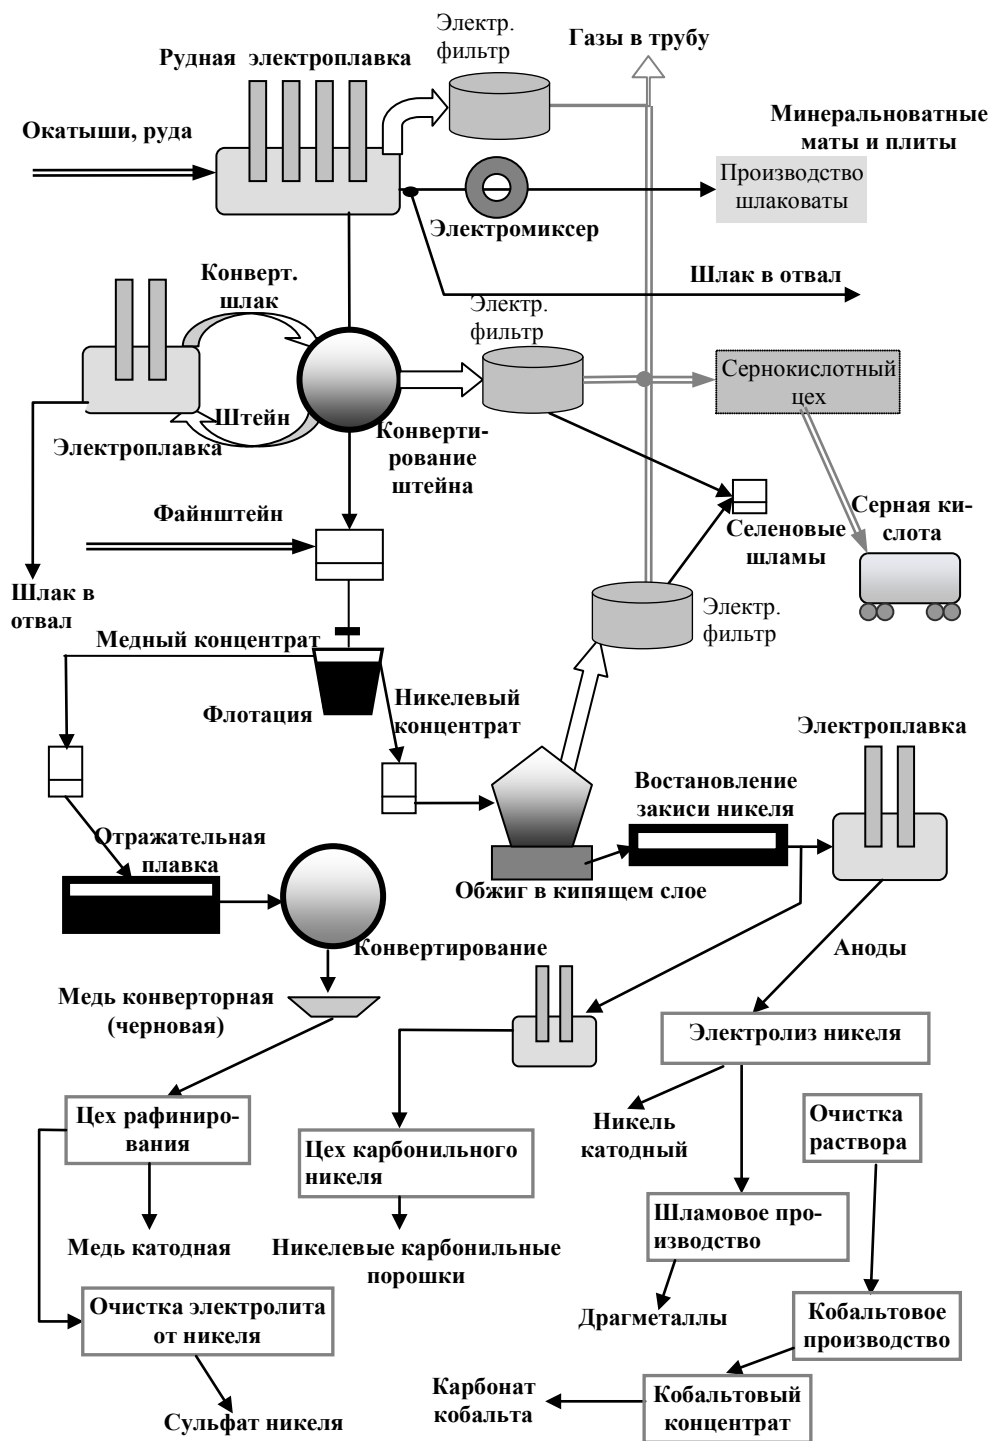 Электр.
фильтр
Газы в трубу
Рудная электроплавка
Окатыши, руда
Минераловатные
маты и плиты
Производство
шлаковаты
Электромиксер
Шлак в отвал
Конверт.
шлак
Электр.
фильтр
Сернокислотный
цех
Штейн
Электроплавка
Конверти-
рование
штейна
Файнштейн
Селеновые
шламы
Серная ки-
слота
Шлак в
отвал
Электр.
фильтр
Медный концентрат
Флотация
Никелевый
концентрат
Электроплавка
Востановление
закиси никеля
Отражательная
плавка
Обжиг в кипящем слое
Конвертирование
Аноды
Медь конверторная
(черновая)
Электролиз никеля
Цех рафиниро-
вания
Никель
катодный
Очистка
раствора
Цех карбонильного
никеля
Шламовое про-
изводство
Медь катодная
Никелевые карбонильные
порошки
Очистка электролита
от никеля
Драгметаллы
Кобальтовое
производство
Карбонат
кобальта
Кобальтовый
концентрат
Сульфат никеля